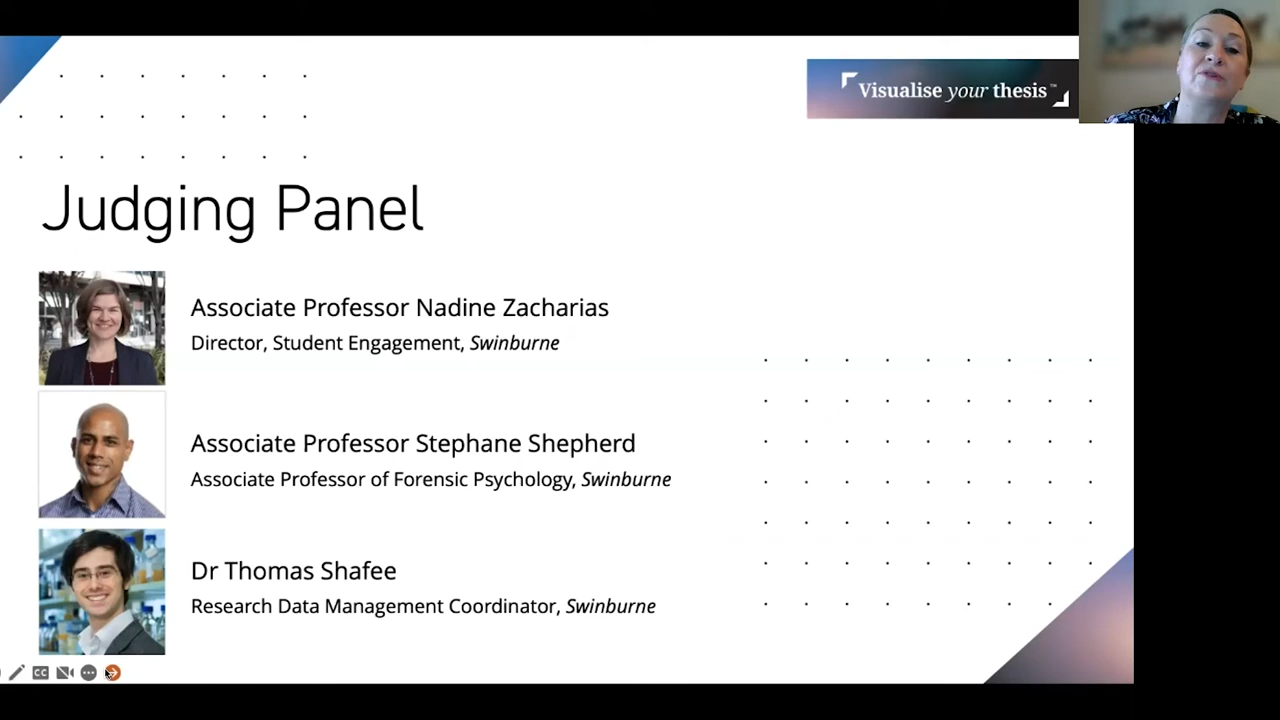 Visualise your thesis™
Judging Panel
Associate Professor Nadine Zacharias
Director, Student Engagement, Swinburne
Associate Professor Stephane Shepherd
Associate Professor of Forensic Psychology, Swinburne
Dr Thomas Shafee
Research Data Management Coordinator, Swinburne
CC